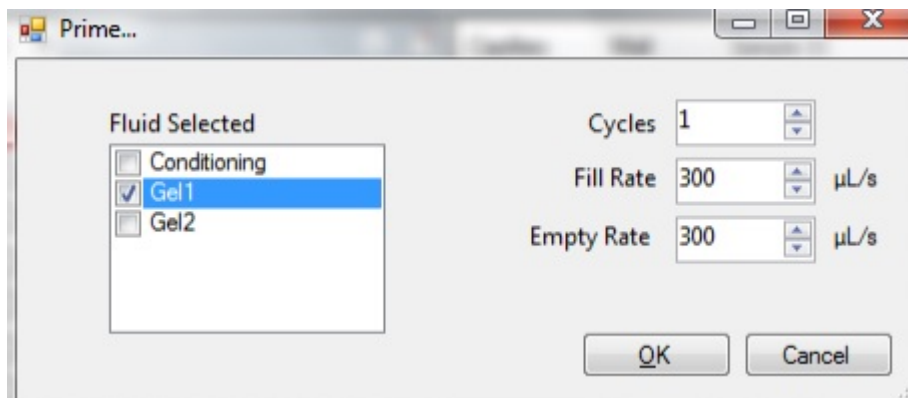 Prime...
Fluid Selected
Conditioning
Gel1
Gel2
Cycles 1
Fill Rate 300 µL/s
Empty Rate 300 µL/s
OK Cancel